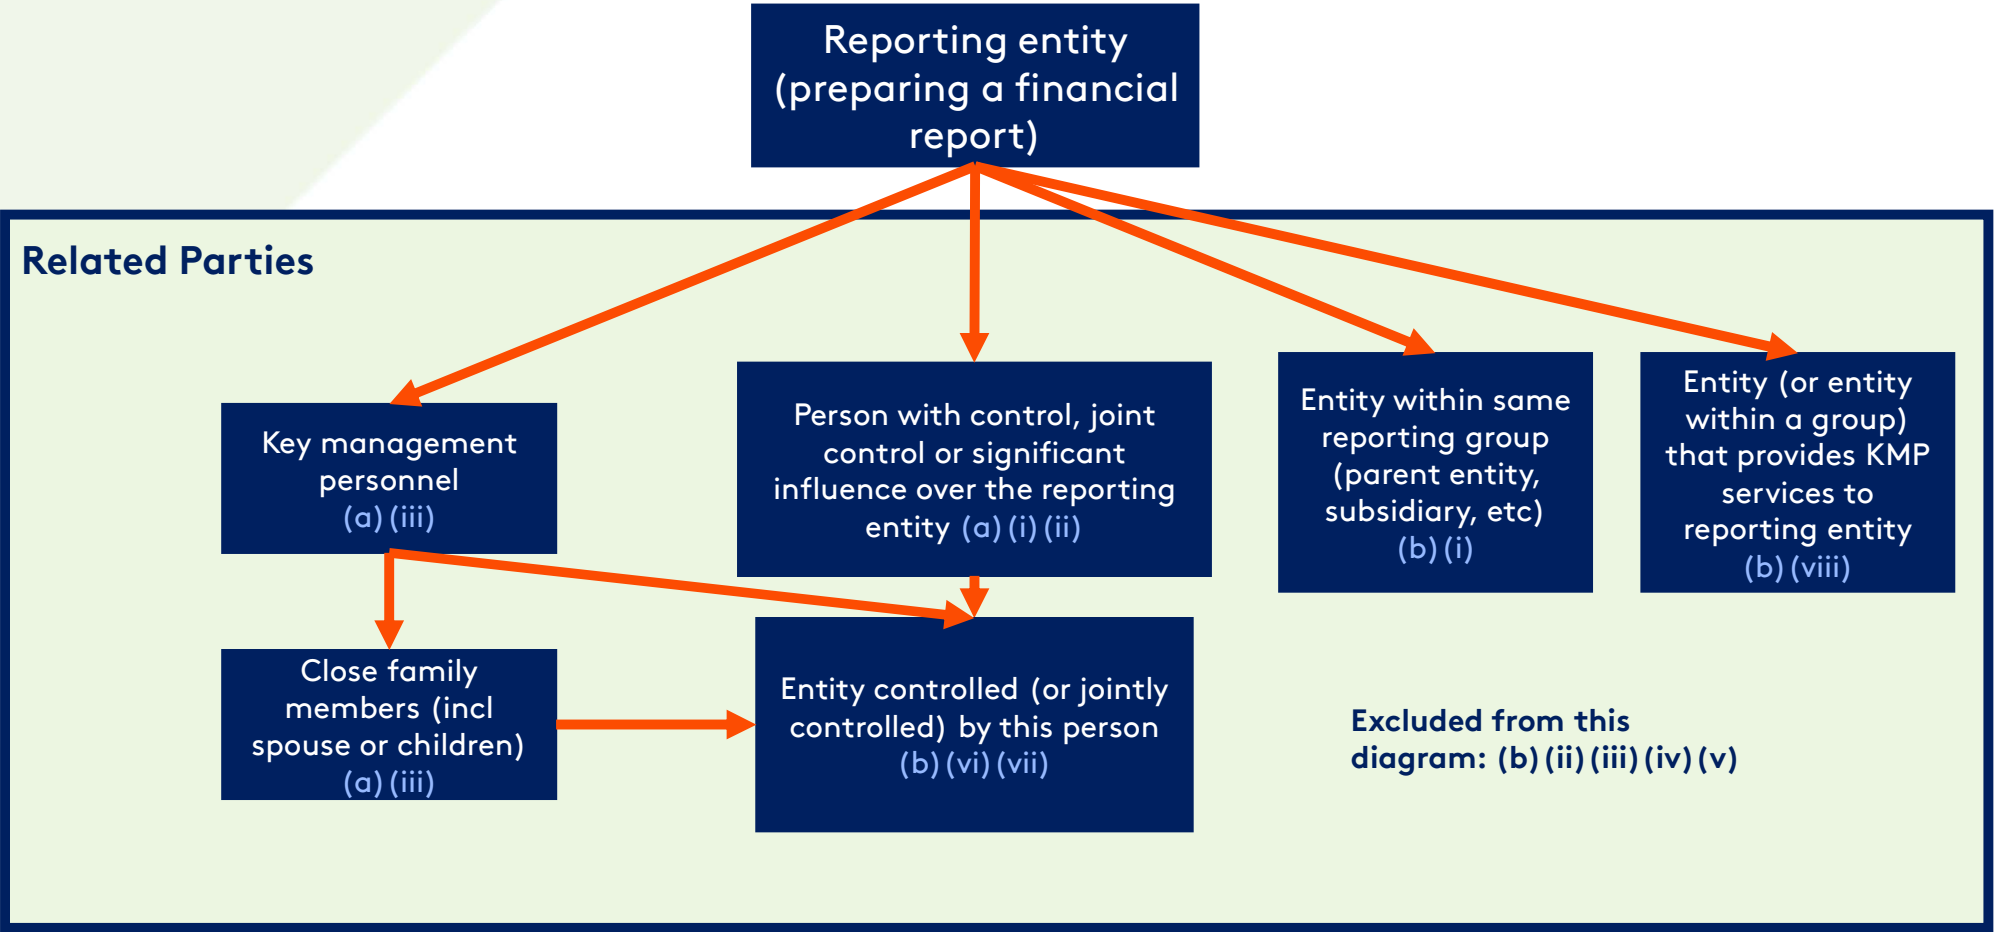 Reporting entity
(preparing a financial
report)
Related Parties
Key management
personnel
(a)(iii)
Person with control, joint
control or significant
influence over the reporting
entity (a)(i)(ii)
Entity within same
reporting group
(parent entity,
subsidiary, etc)
(b)(i)
Entity (or entity
within a group)
that provides KMP
services to
reporting entity
(b)(viii)
Close family
members (incl
spouse or children)
(a)(iii)
Entity controlled (or jointly
controlled) by this person
(b)(vi)(vii)
Excluded from this
diagram: (b)(ii)(iii)(iv)(v)